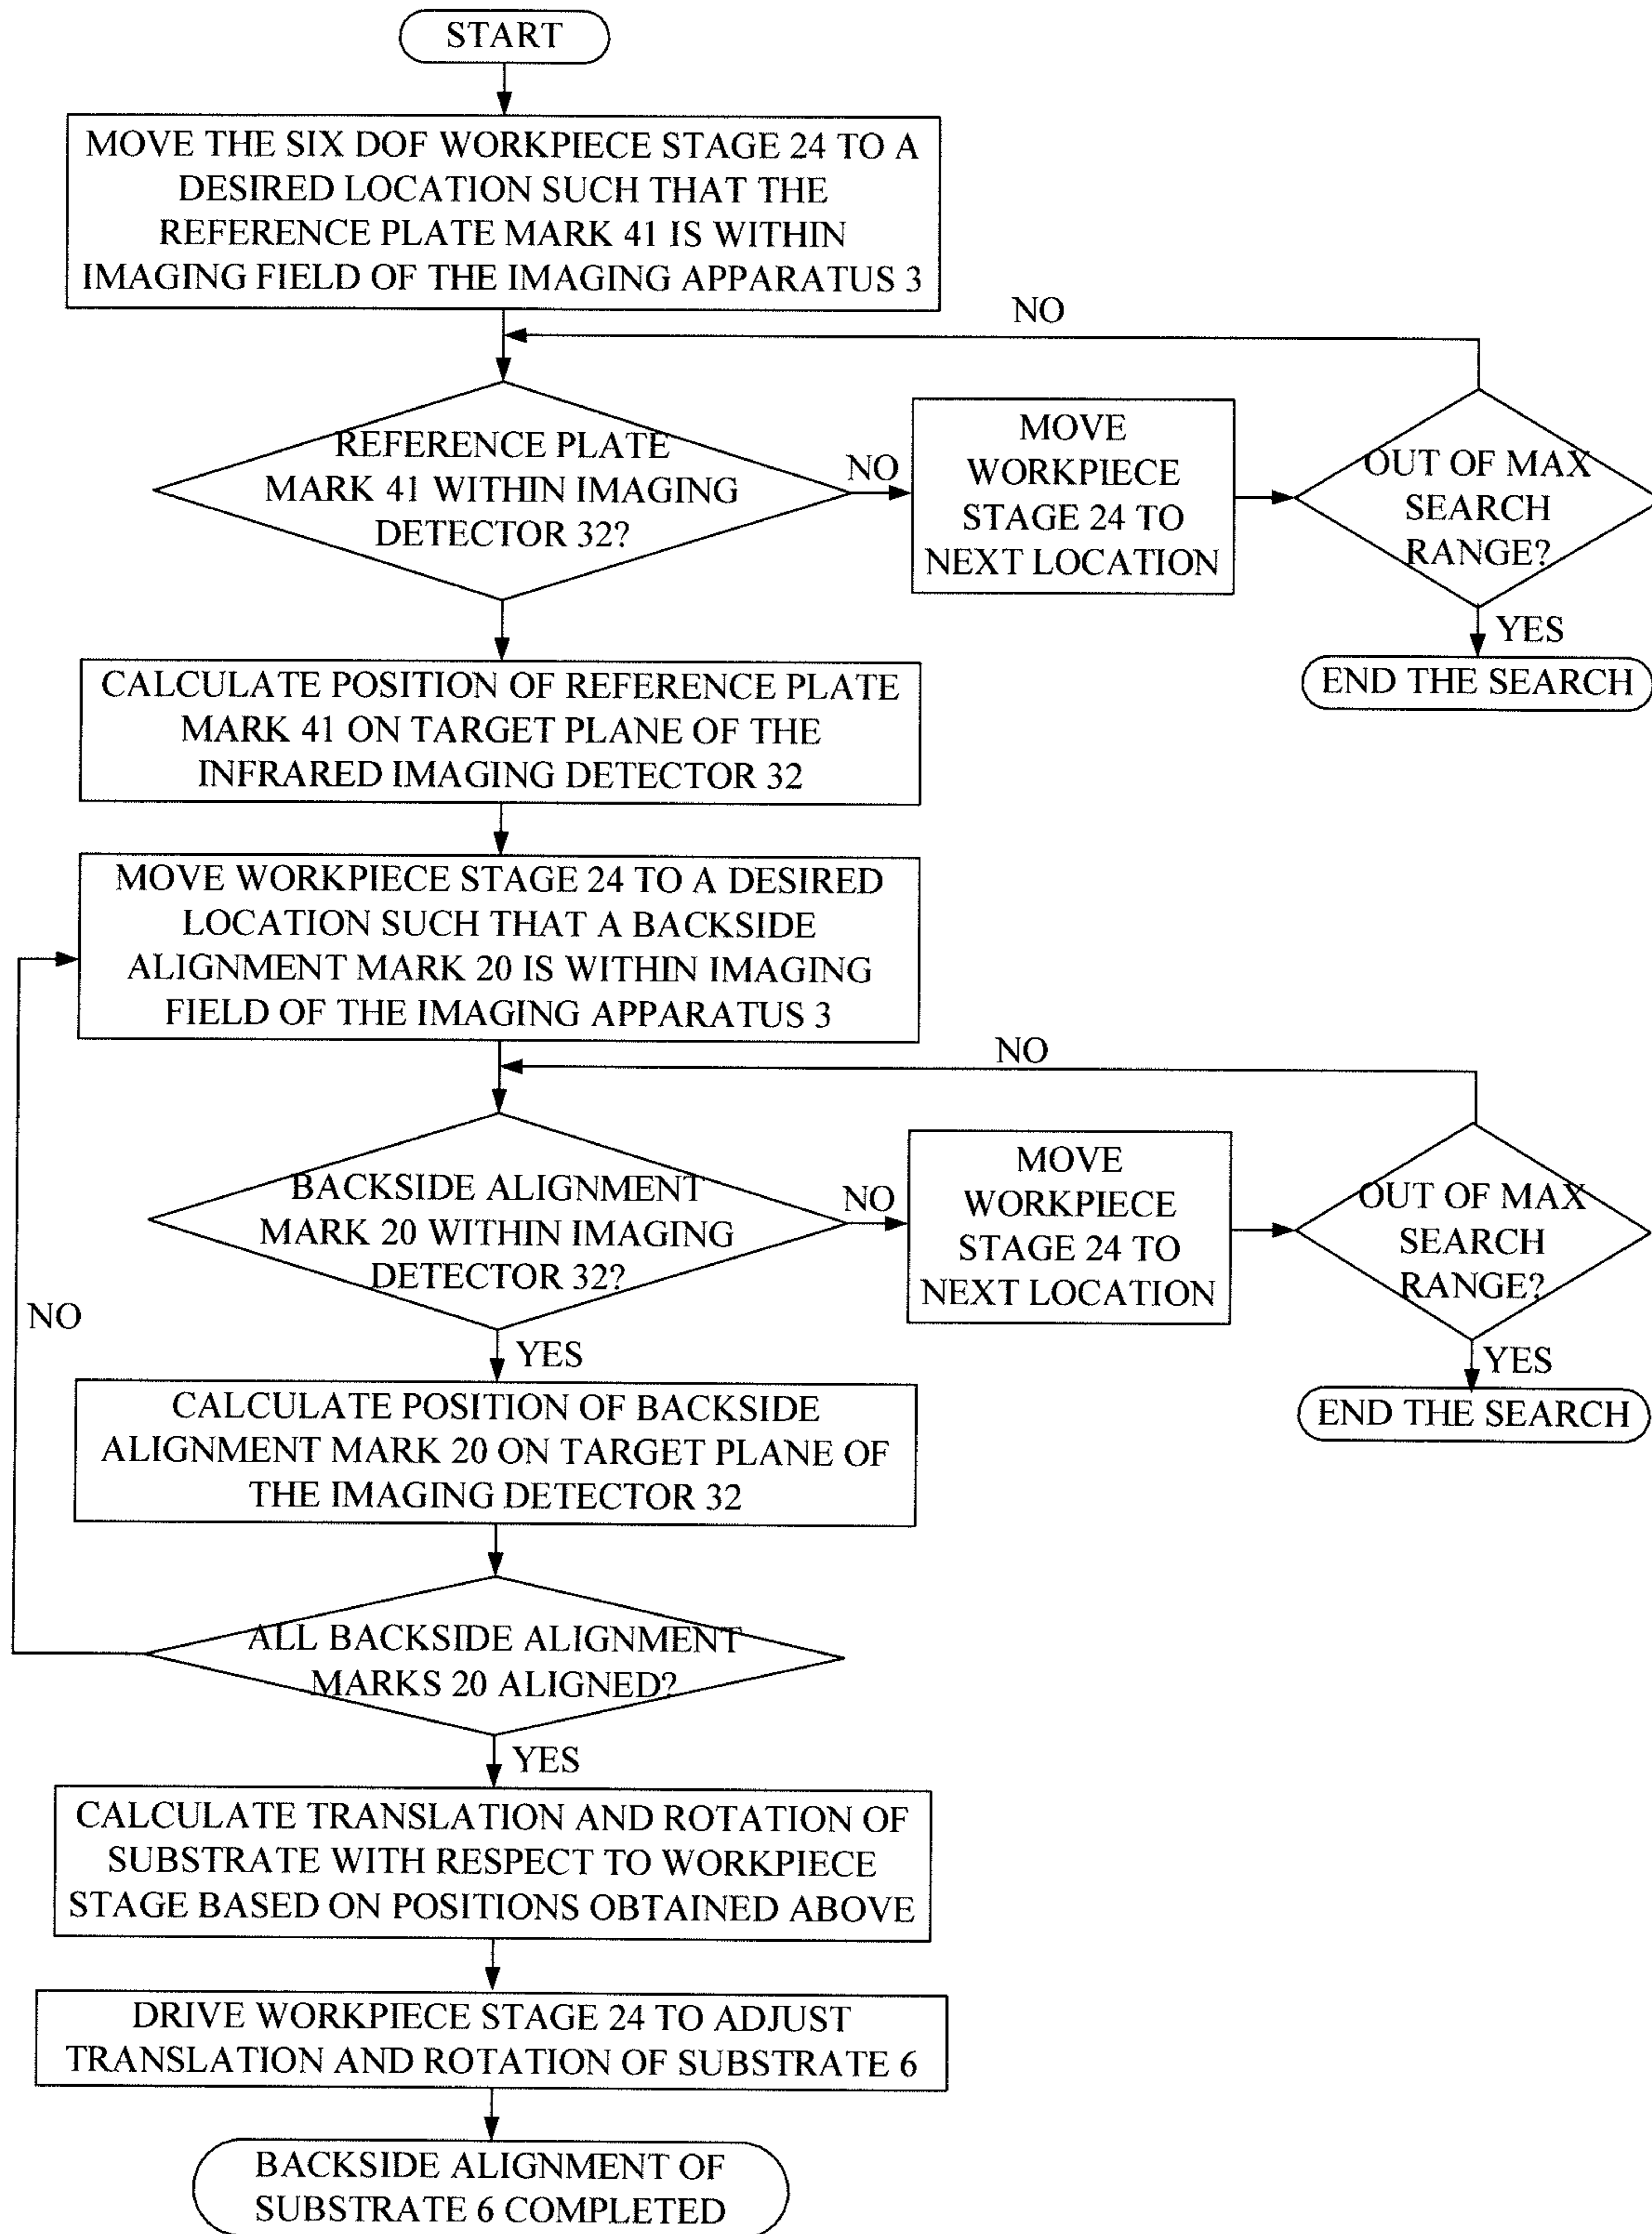 START
MOVE THE SIX DOF WORKPIECE STAGE 24 TO A
DESIRED LOCATION SUCH THAT THE
REFERENCE PLATE MARK 41 IS WITHIN
IMAGING FIELD OF THE IMAGING APPARATUS 3
NO
REFERENCE PLATE
MARK 41 WITHIN IMAGING
DETECTOR 32?
NO
MOVE
WORKPIECE
STAGE 24 TO
NEXT LOCATION
OUT OF MAX
SEARCH
RANGE?
YES
END THE SEARCH
CALCULATE POSITION OF REFERENCE PLATE
MARK 41 ON TARGET PLANE OF THE
INFRARED IMAGING DETECTOR 32
MOVE WORKPIECE STAGE 24 TO A DESIRED
LOCATION SUCH THAT A BACKSIDE
ALIGNMENT MARK 20 IS WITHIN IMAGING
FIELD OF THE IMAGING APPARATUS 3
NO
BACKSIDE ALIGNMENT
MARK 20 WITHIN IMAGING
DETECTOR 32?
NO
MOVE
WORKPIECE
STAGE 24 TO
NEXT LOCATION
OUT OF MAX
SEARCH
RANGE?
YES
END THE SEARCH
NO
YES
CALCULATE POSITION OF BACKSIDE
ALIGNMENT MARK 20 ON TARGET PLANE OF
THE IMAGING DETECTOR 32
ALL BACKSIDE ALIGNMENT
MARKS 20 ALIGNED?
YES
CALCULATE TRANSLATION AND ROTATION OF
SUBSTRATE WITH RESPECT TO WORKPIECE
STAGE BASED ON POSITIONS OBTAINED ABOVE
DRIVE WORKPIECE STAGE 24 TO ADJUST
TRANSLATION AND ROTATION OF SUBSTRATE 6
BACKSIDE ALIGNMENT OF
SUBSTRATE 6 COMPLETED